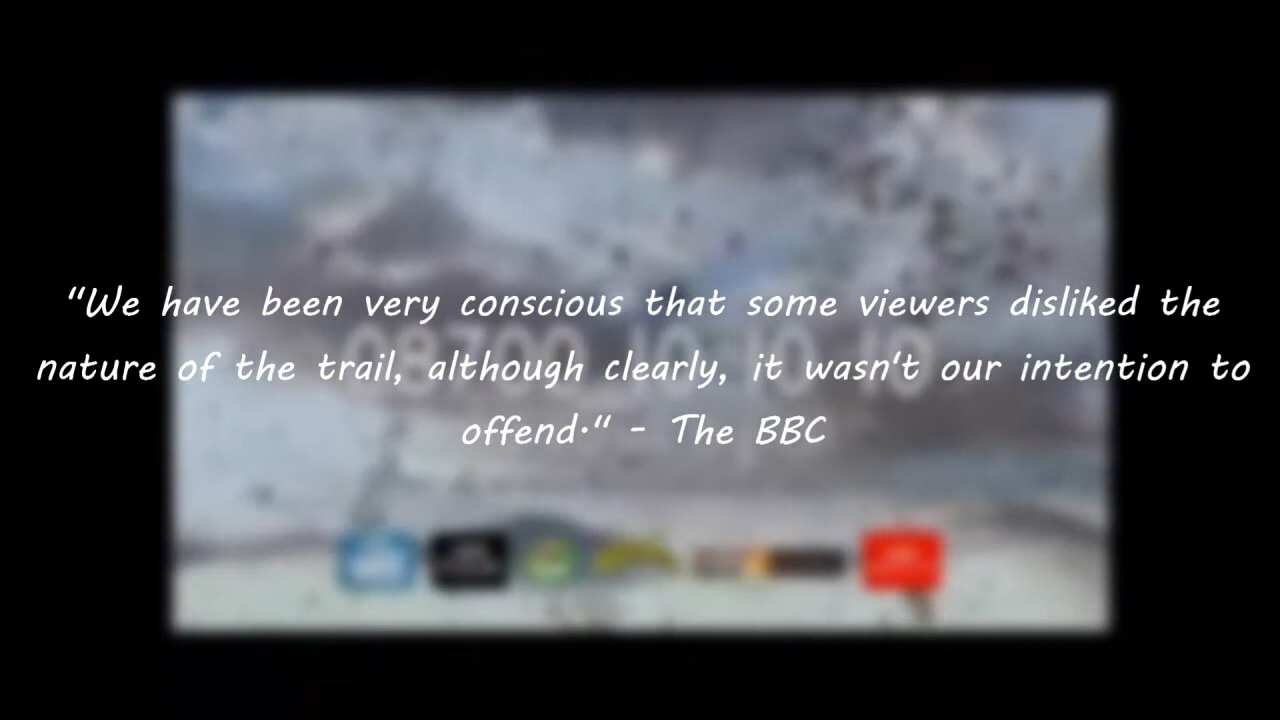 “We have been very conscious that some viewers disliked the
nature of the trail, although clearly, it wasn't our intention to
offend.“ - The BBC